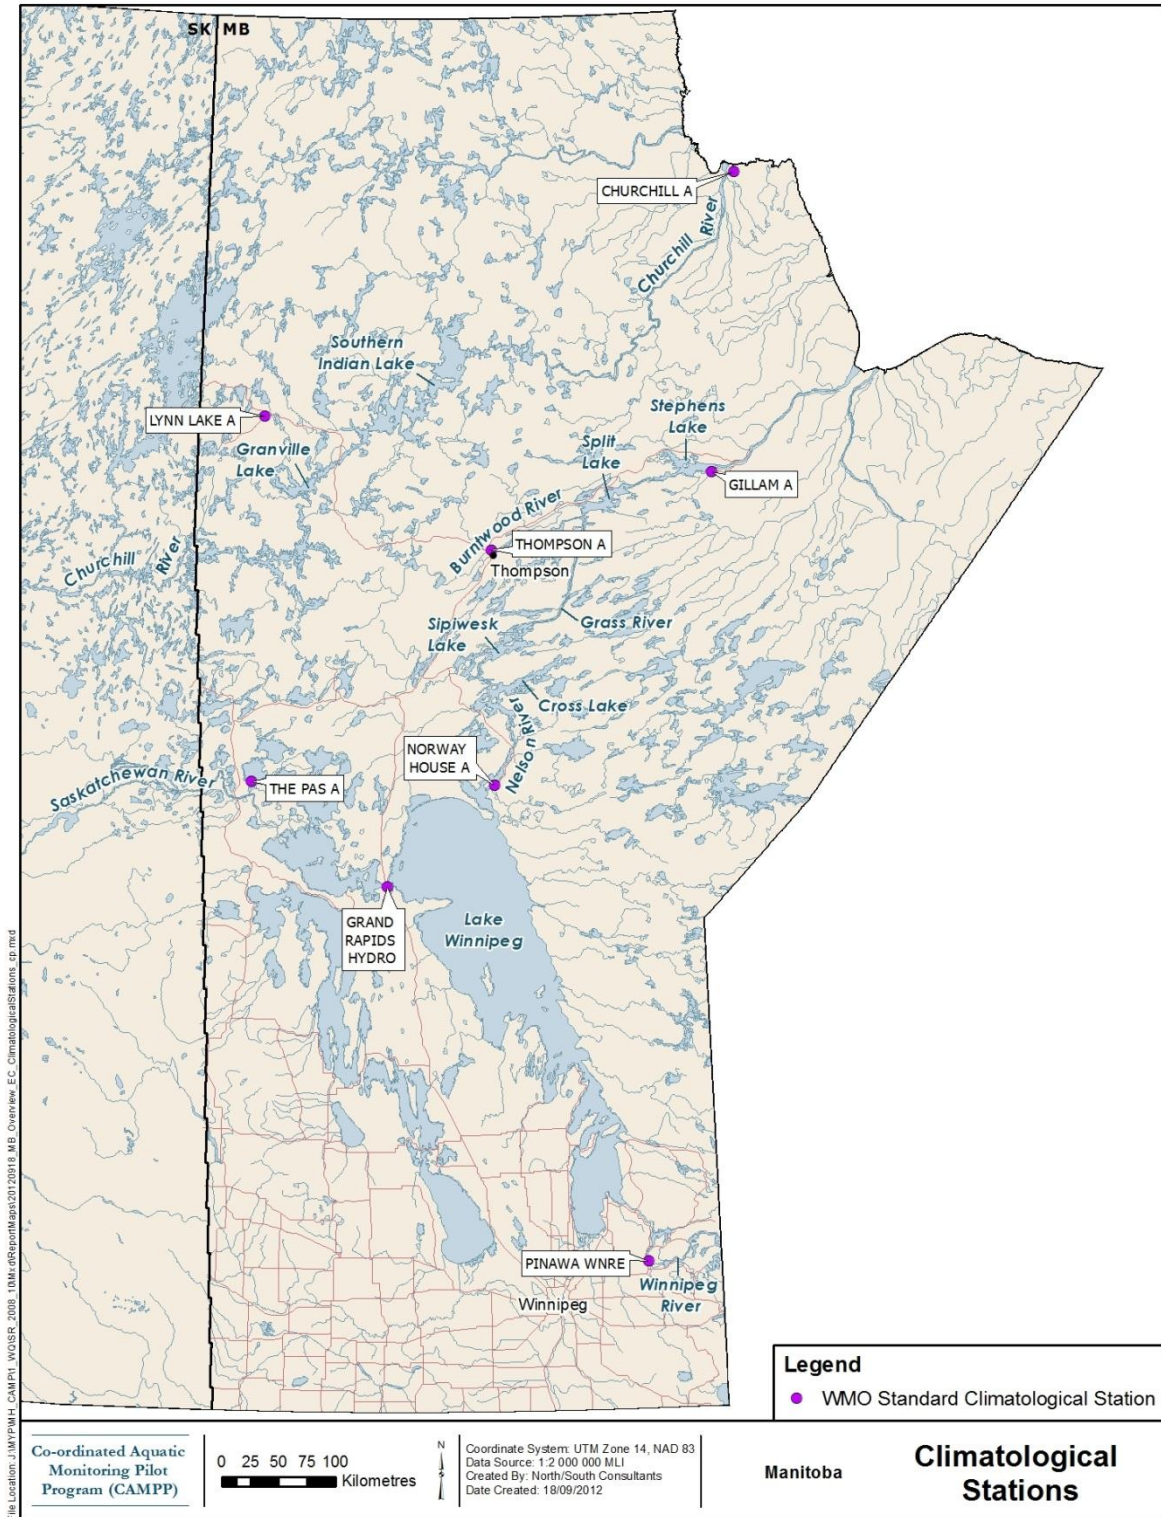 SK MB
CHURCHILL A
Churchill River
Southern
Indian Lake
LYNN LAKE A
Granville
Lake
Stephens
Lake
Split
Lake
GILLAM A
Burntwood River
THOMPSON A
Thompson
Churchill River
Sipiwesk
Lake
Grass River
Cross Lake
NORWAY
HOUSE A
Nelson River
Saskatchewan River
THE PAS A
GRAND
RAPIDS
HYDRO
Lake
Winnipeg
PINAWA WNRE
Winnipeg
River
Winnipeg
Legend
WMO Standard Climatological Station
Co-ordinated Aquatic
Monitoring Pilot
Program (CAMPP)
0 25 50 75 100
Kilometres
N
Coordinate System: UTM Zone 14, NAD 83
Data Source: 1:2 000 000 MLI
Created By: North/South Consultants
Date Created: 18/09/2012
Manitoba
Climatological
Stations